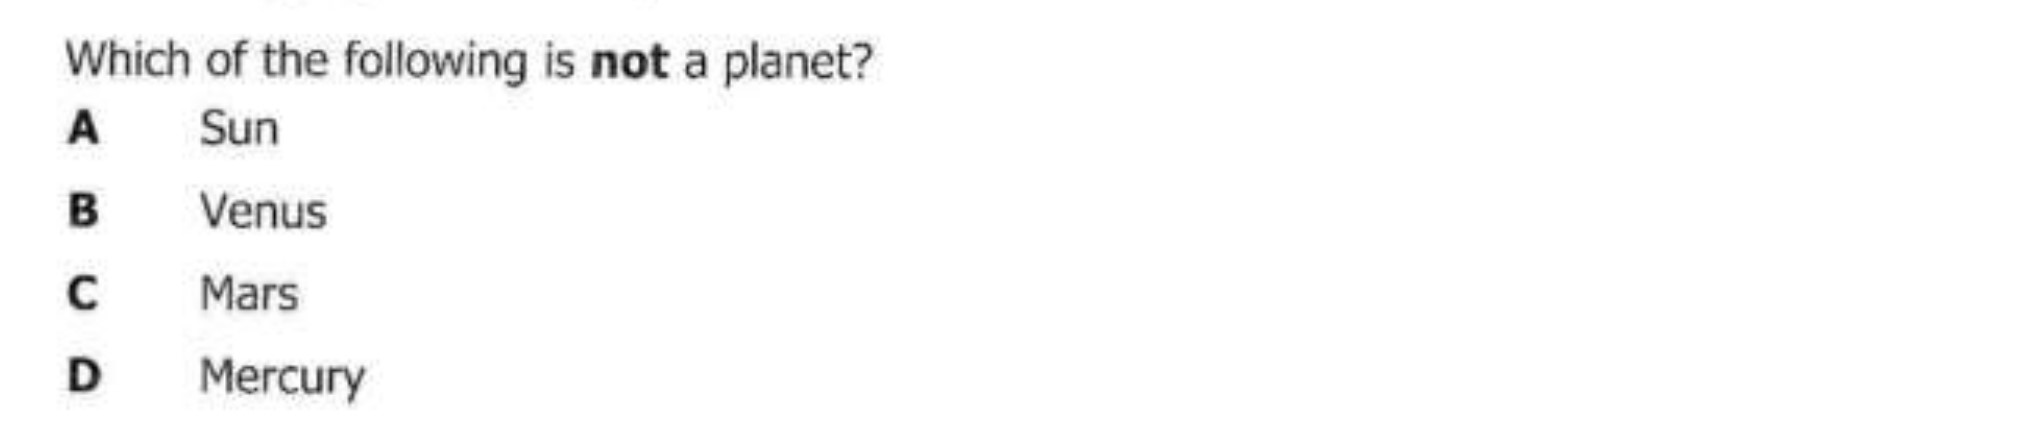 Which of the following is not a planet?
A Sun
B Venus
C Mars
D Mercury